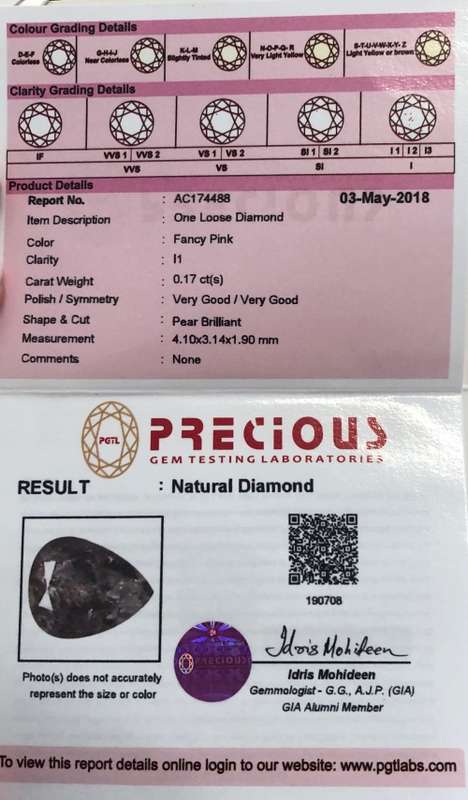 Colour Grading Details
D-E-F Colorless
G-H-I-J Near Colorless
K-L-M Slightly Tinted
N-O-P-Q-R Very Light Yellow
S-T-U-V-W-X-Y-Z Light Yellow or brown
Clarity Grading Details
IF VVS 1 VVS 2 VS 1 VS 2 SI 1 SI 2 I 1 I 2 I3
VVS VS SI I
Product Details
Report No. : AC174488 03-May-2018
Item Description : One Loose Diamond
Color : Fancy Pink
Clarity : I1
Carat Weight : 0.17 ct(s)
Polish / Symmetry : Very Good / Very Good
Shape & Cut : Pear Brilliant
Measurement : 4.10x3.14x1.90 mm
Comments : None
PGTL
PRECIOUS
GEM TESTING LABORATORIES
RESULT : Natural Diamond
190708
PRECIOUS
Idris Mohideen
Idris Mohideen
Gemmologist - G.G., A.J.P. (GIA)
GIA Alumni Member
Photo(s) does not accurately
represent the size or color
To view this report details online login to our website: www.pgtlabs.com